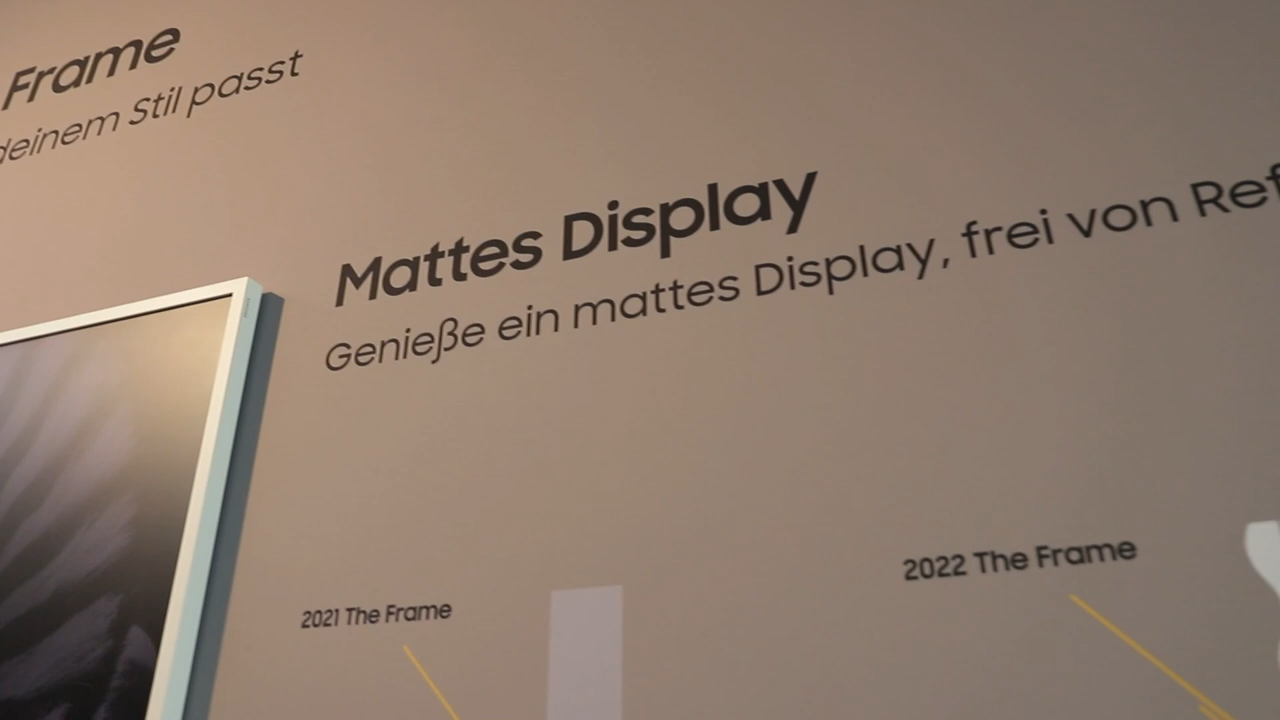 Frame
deinem Stil passt
Mattes Display
Genieße ein mattes Display, frei von Ref
2021 The Frame
2022 The Frame